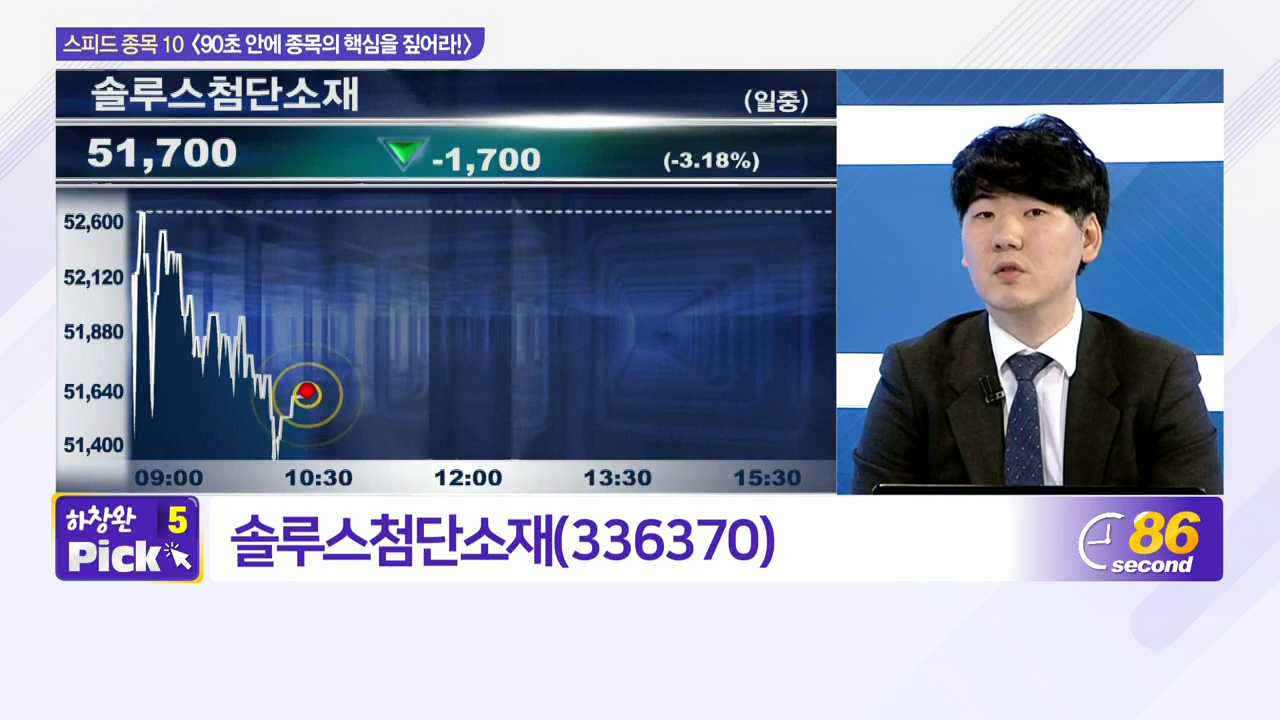 스피드 종목 10 <90초 안에 종목의 핵심을 짚어라!>
솔루스첨단소재
(일중)
51,700
-1,700
(-3.18%)
52,600
52,120
51,880
51,640
51,400
09:00 10:30 12:00 13:30 15:30
하창완 5
Pick
솔루스첨단소재(336370)
86
second